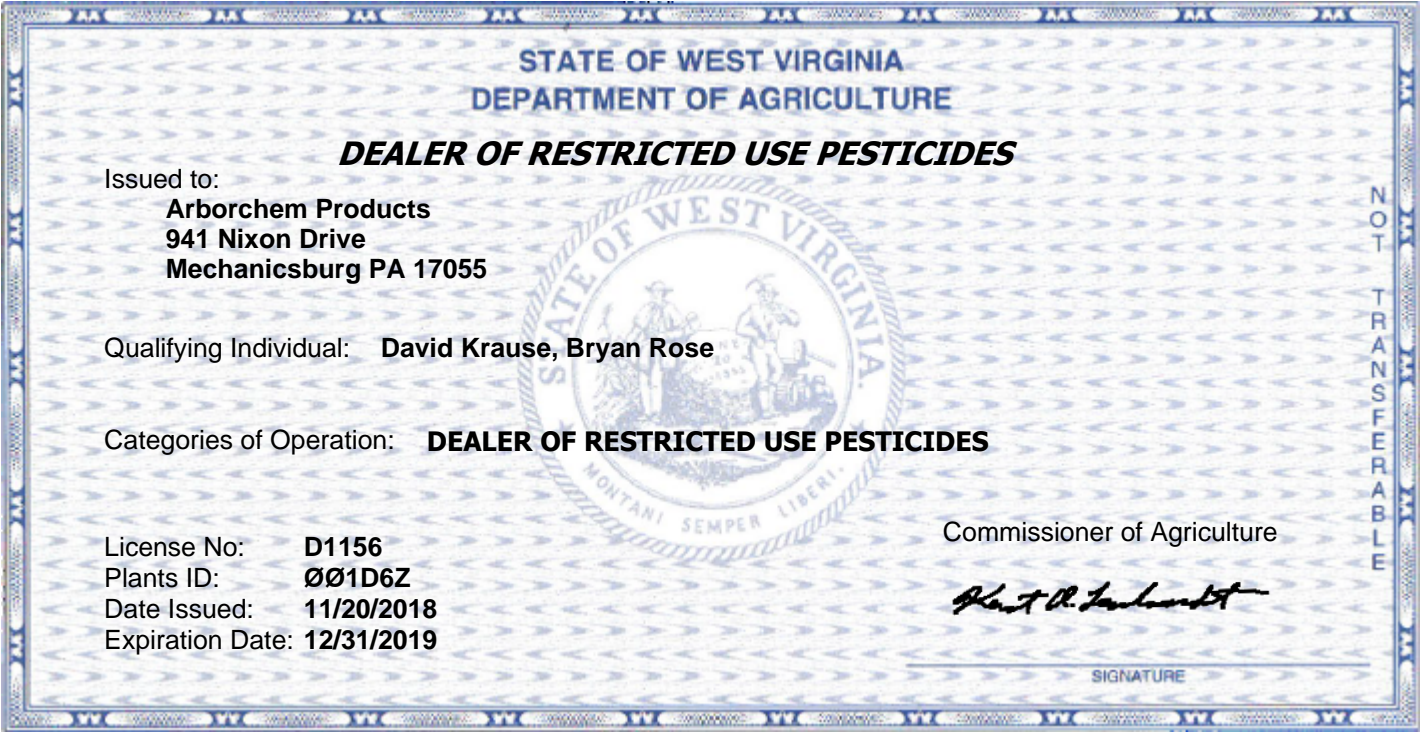 STATE OF WEST VIRGINIA
DEPARTMENT OF AGRICULTURE
DEALER OF RESTRICTED USE PESTICIDES
Issued to:
Arborchem Products
941 Nixon Drive
Mechanicsburg PA 17055
Qualifying Individual: David Krause, Bryan Rose
Categories of Operation: DEALER OF RESTRICTED USE PESTICIDES
License No: D1156
Plants ID: ØØ1D6Z
Date Issued: 11/20/2018
Expiration Date: 12/31/2019
Commissioner of Agriculture
SIGNATURE
NOT TRANSFERABLE
STATE OF WEST VIRGINIA.
MONTANI SEMPER LIBERI.